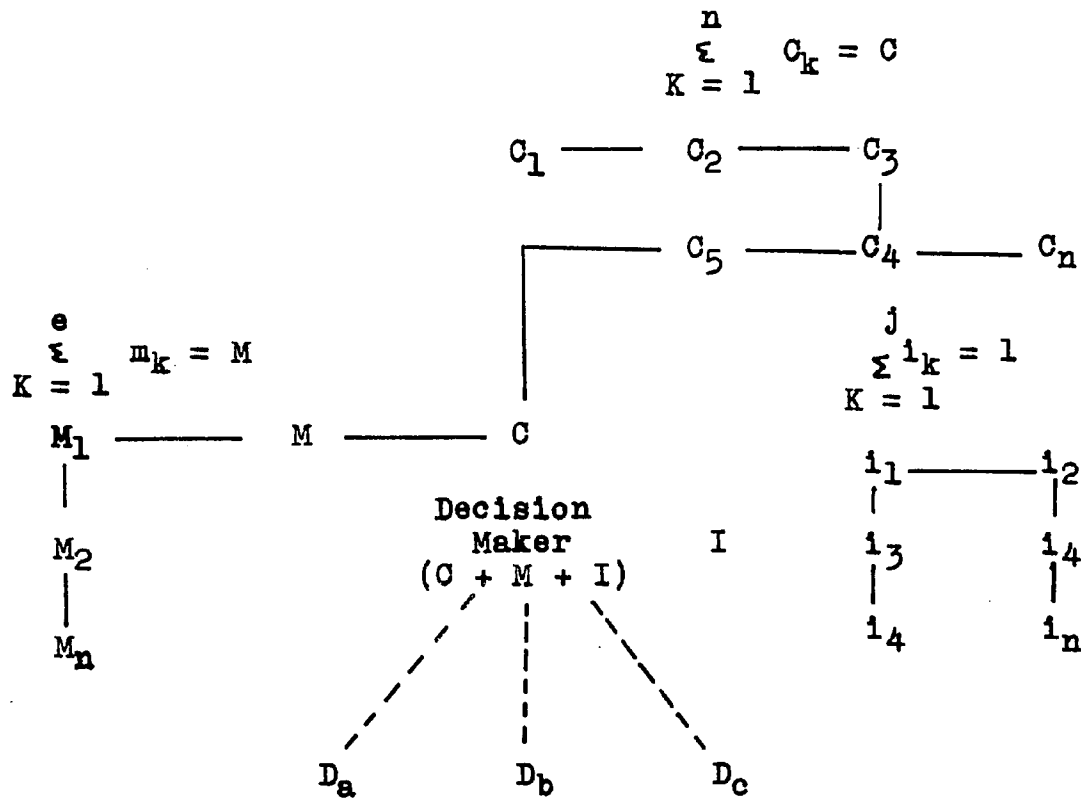 n
Σ C_k = C
K = 1
C_1 C_2 C_3
C_5 C_4 C_n
e
Σ m_k = M
K = 1
j
Σ i_k = 1
K = 1
M_1 M C
i_1 i_2
Decision
Maker
(C + M + I)
I
M_2
i_3 i_4
M_n
i_4 i_n
D_a D_b D_c